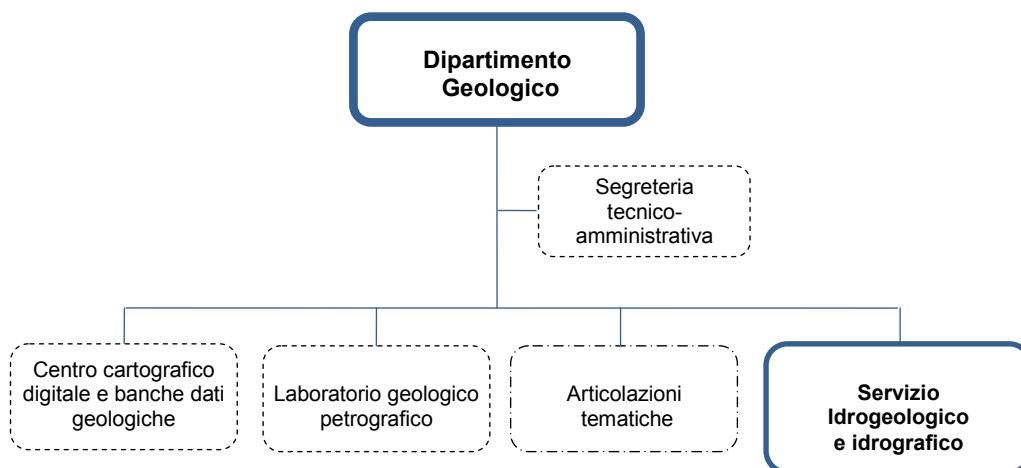 Dipartimento
Geologico
Segreteria
tecnico-
amministrativa
Centro cartografico
digitale e banche dati
geologiche
Laboratorio geologico
petrografico
Articolazioni
tematiche
Servizio
Idrogeologico
e idrografico